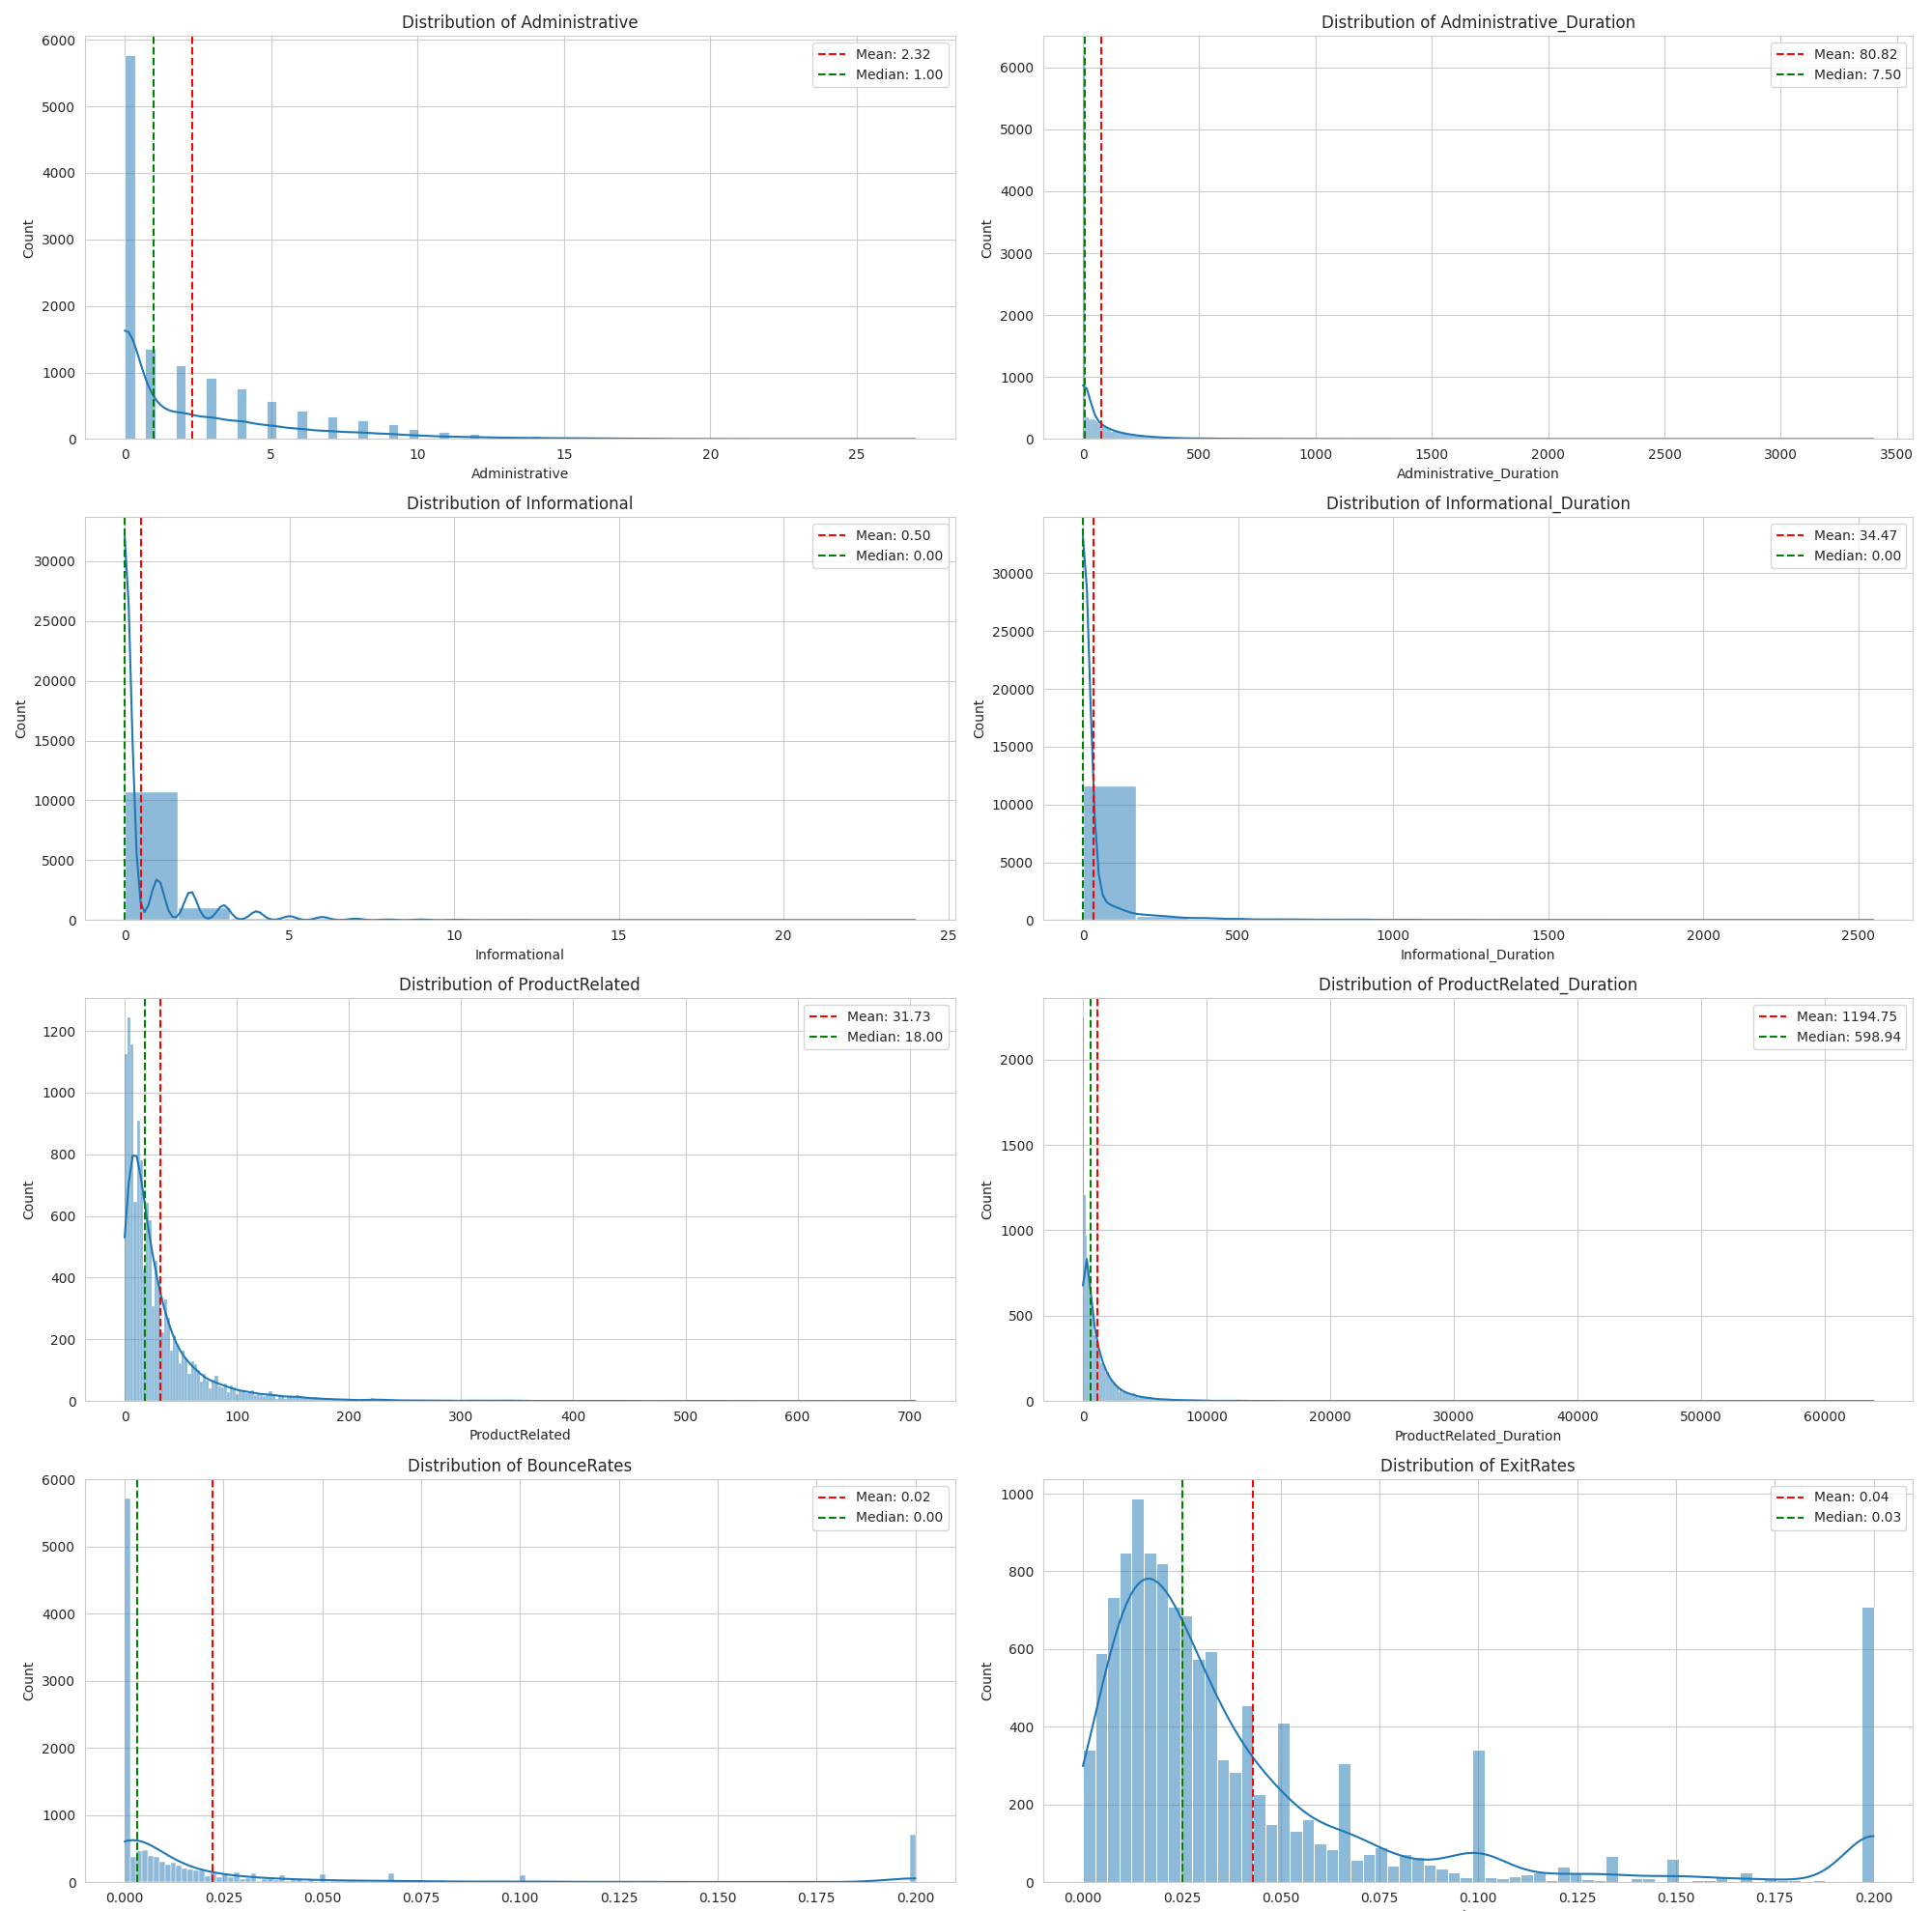 Distribution of Administrative
Mean: 2.32
Median: 1.00
6000
5000
4000
3000
2000
1000
0
Count
0 5 10 15 20 25
Administrative
Distribution of Administrative_Duration
Mean: 80.82
Median: 7.50
6000
5000
4000
3000
2000
1000
0
Count
0 500 1000 1500 2000 2500 3000 3500
Administrative_Duration
Distribution of Informational
Mean: 0.50
Median: 0.00
30000
25000
20000
15000
10000
5000
0
Count
0 5 10 15 20 25
Informational
Distribution of Informational_Duration
Mean: 34.47
Median: 0.00
30000
25000
20000
15000
10000
5000
0
Count
0 500 1000 1500 2000 2500
Informational_Duration
Distribution of ProductRelated
Mean: 31.73
Median: 18.00
1200
1000
800
600
400
200
0
Count
0 100 200 300 400 500 600 700
ProductRelated
Distribution of ProductRelated_Duration
Mean: 1194.75
Median: 598.94
2000
1500
1000
500
0
Count
0 10000 20000 30000 40000 50000 60000
ProductRelated_Duration
Distribution of BounceRates
Mean: 0.02
Median: 0.00
6000
5000
4000
3000
2000
1000
0
Count
0.000 0.025 0.050 0.075 0.100 0.125 0.150 0.175 0.200
Distribution of ExitRates
Mean: 0.04
Median: 0.03
1000
800
600
400
200
0
Count
0.000 0.025 0.050 0.075 0.100 0.125 0.150 0.175 0.200